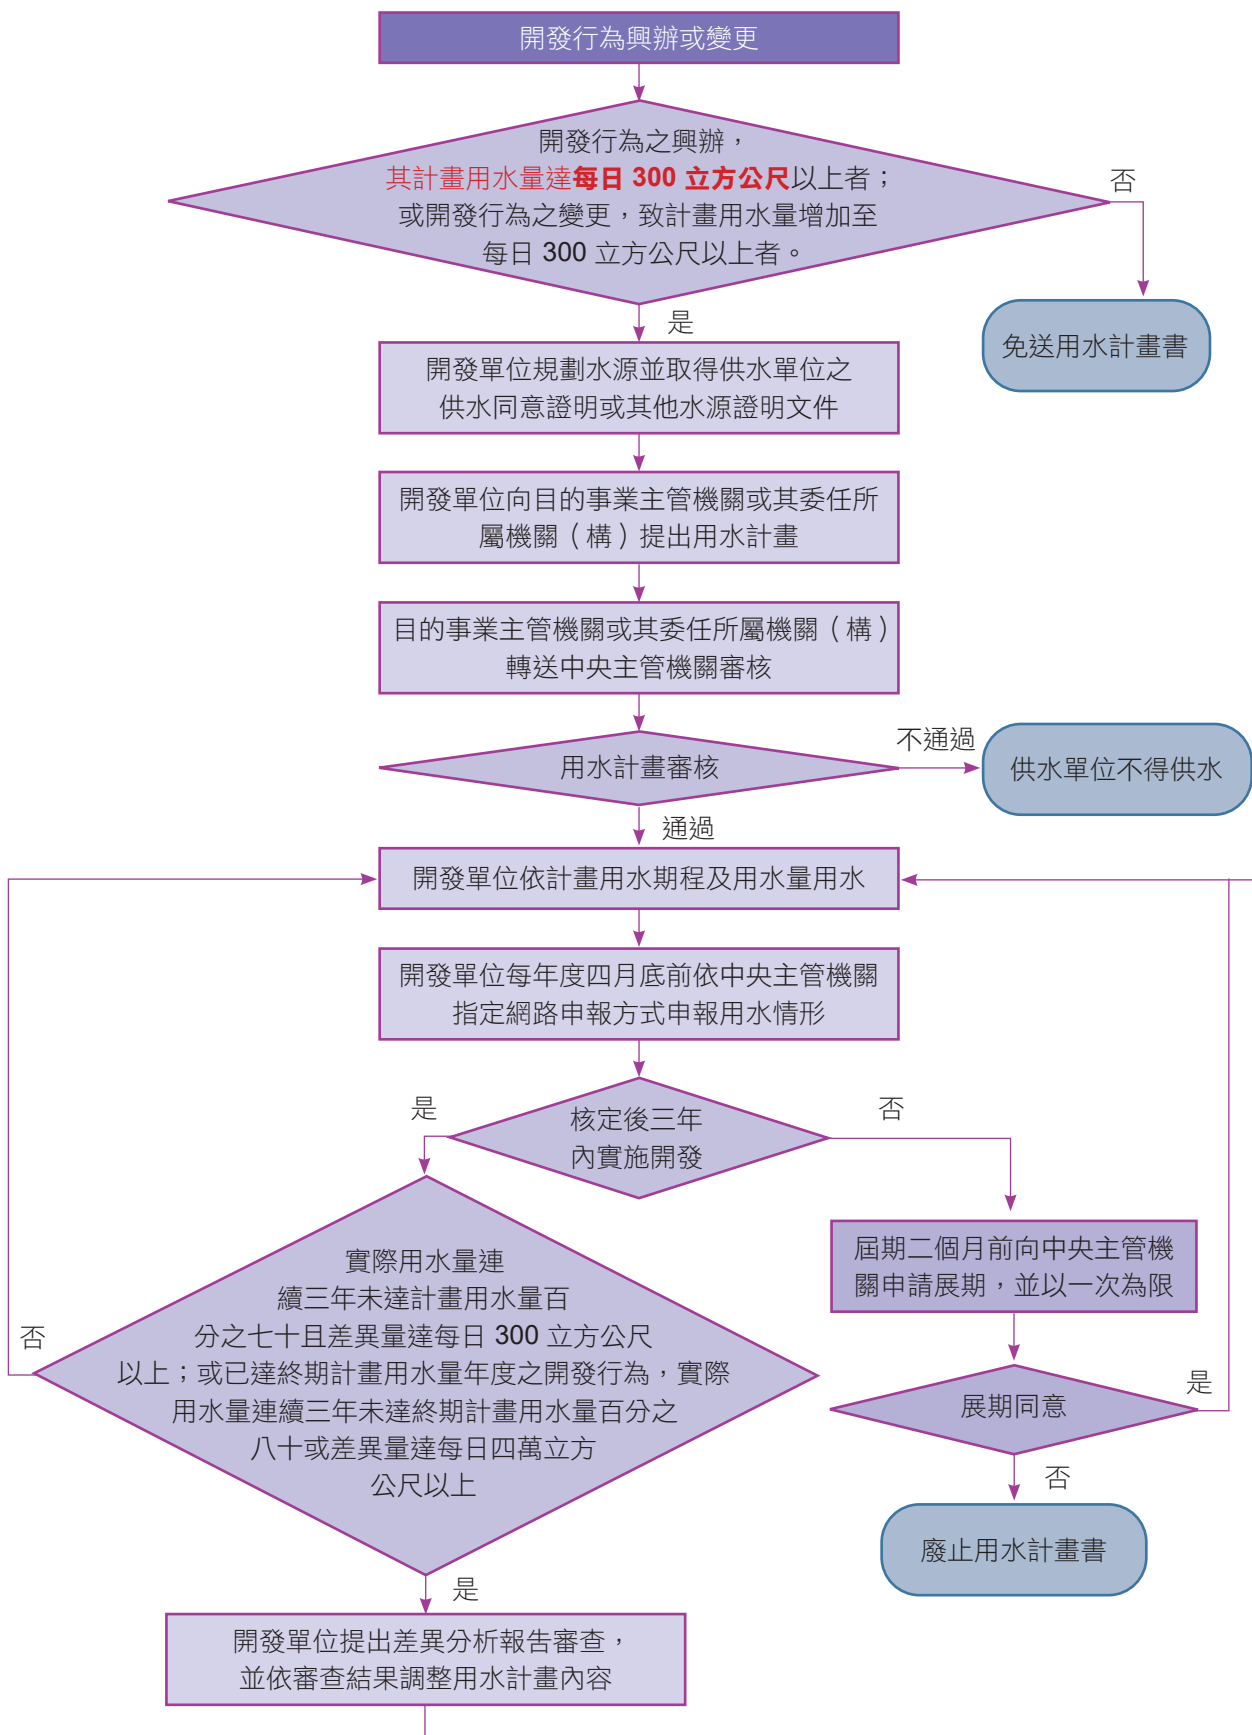 開發行為興辦或變更
開發行為之興辦，
其計畫用水量達每日 300 立方公尺以上者；
或開發行為之變更，致計畫用水量增加至
每日 300 立方公尺以上者。
否
免送用水計畫書
是
開發單位規劃水源並取得供水單位之
供水同意證明或其他水源證明文件
開發單位向目的事業主管機關或其委任所
屬機關（構）提出用水計畫
目的事業主管機關或其委任所屬機關（構）
轉送中央主管機關審核
用水計畫審核
不通過
供水單位不得供水
通過
開發單位依計畫用水期程及用水量用水
開發單位每年度四月底前依中央主管機關
指定網路申報方式申報用水情形
核定後三年
內實施開發
是
否
實際用水量連
續三年未達計畫用水量百
分之七十且差異量達每日 300 立方公尺
以上；或已達終期計畫用水量年度之開發行為，實際
用水量連續三年未達終期計畫用水量百分之
八十或差異量達每日四萬立方
公尺以上
否
屆期二個月前向中央主管機
關申請展期，並以一次為限
展期同意
是
否
廢止用水計畫書
是
開發單位提出差異分析報告審查，
並依審查結果調整用水計畫內容